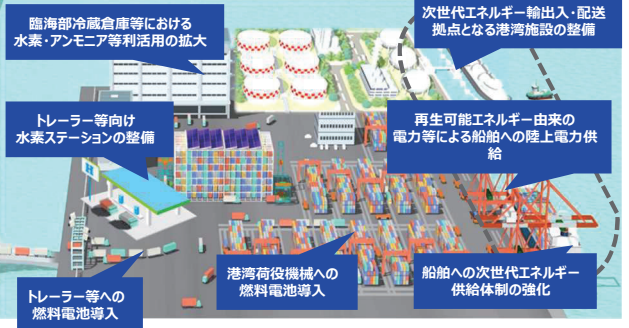 臨海部冷蔵倉庫等における
水素・アンモニア等利活用の拡大
次世代エネルギー輸出入・配送
拠点となる港湾施設の整備
トレーラー等向け
水素ステーションの整備
再生可能エネルギー由来の
電力等による船舶への陸上電力供
給
港湾荷役機械への
燃料電池導入
船舶への次世代エネルギー
供給体制の強化
トレーラー等への
燃料電池導入